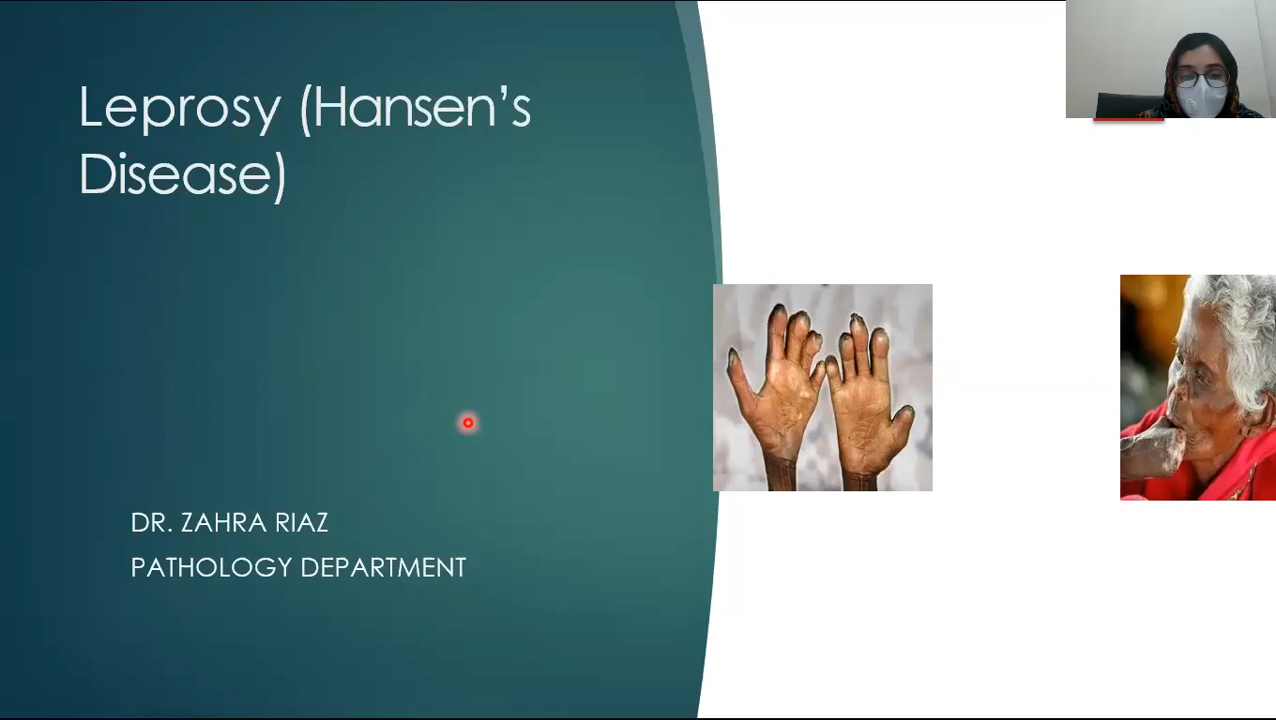 Leprosy (Hansen’s
Disease)
DR. ZAHRA RIAZ
PATHOLOGY DEPARTMENT